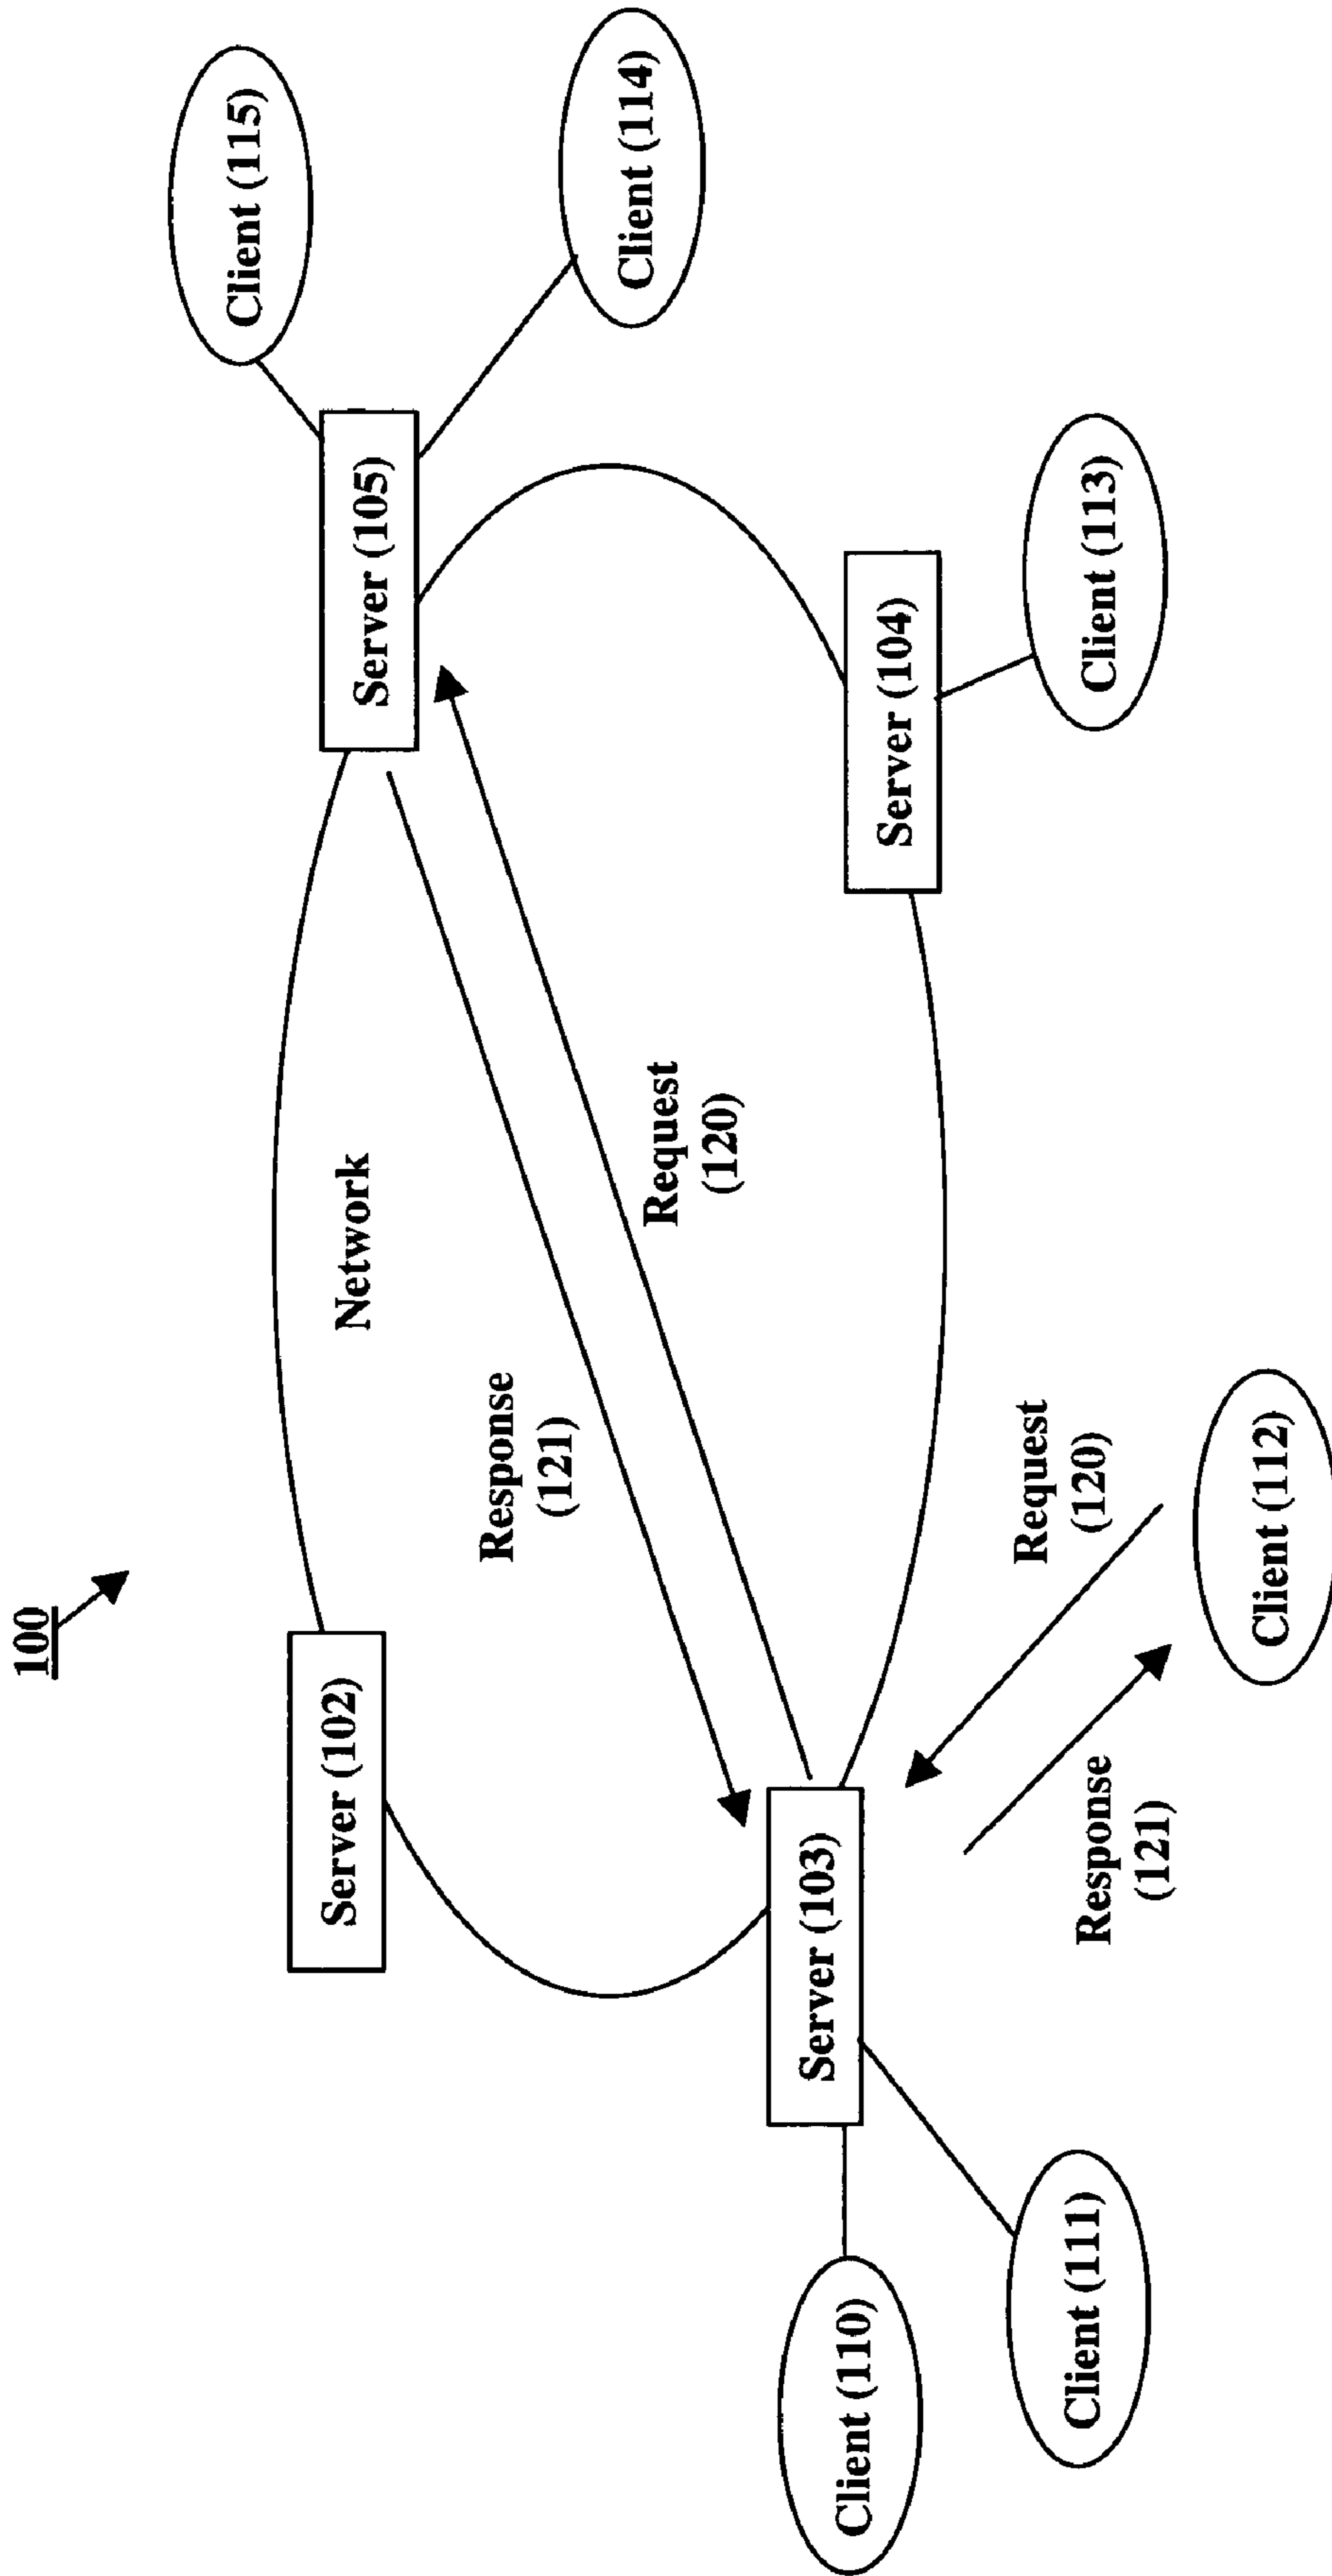 100
Server (102)
Network
Server (105)
Client (115)
Client (114)
Response
(121)
Request
(120)
Server (103)
Server (104)
Client (110)
Client (111)
Response
(121)
Request
(120)
Client (112)
Client (113)